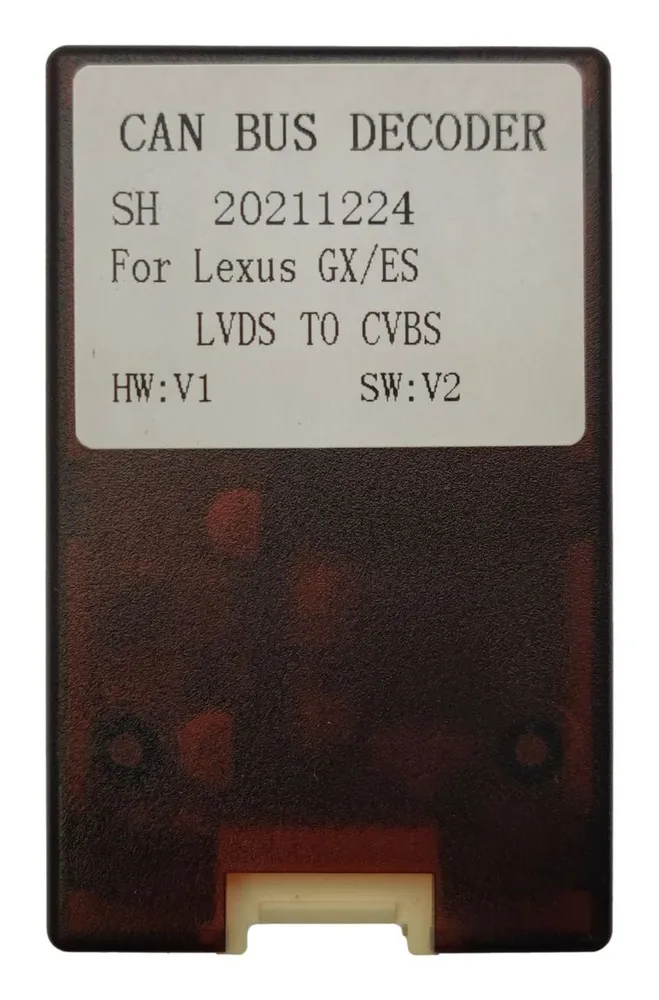 CAN BUS DECODER
SH 20211224
For Lexus GX/ES
LVDS TO CVBS
HW:V1 SW:V2